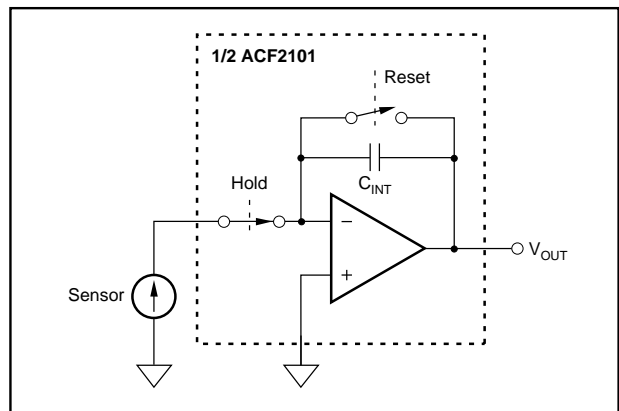 1/2 ACF2101
Reset
Hold
C_INT
−
+
V_OUT
Sensor